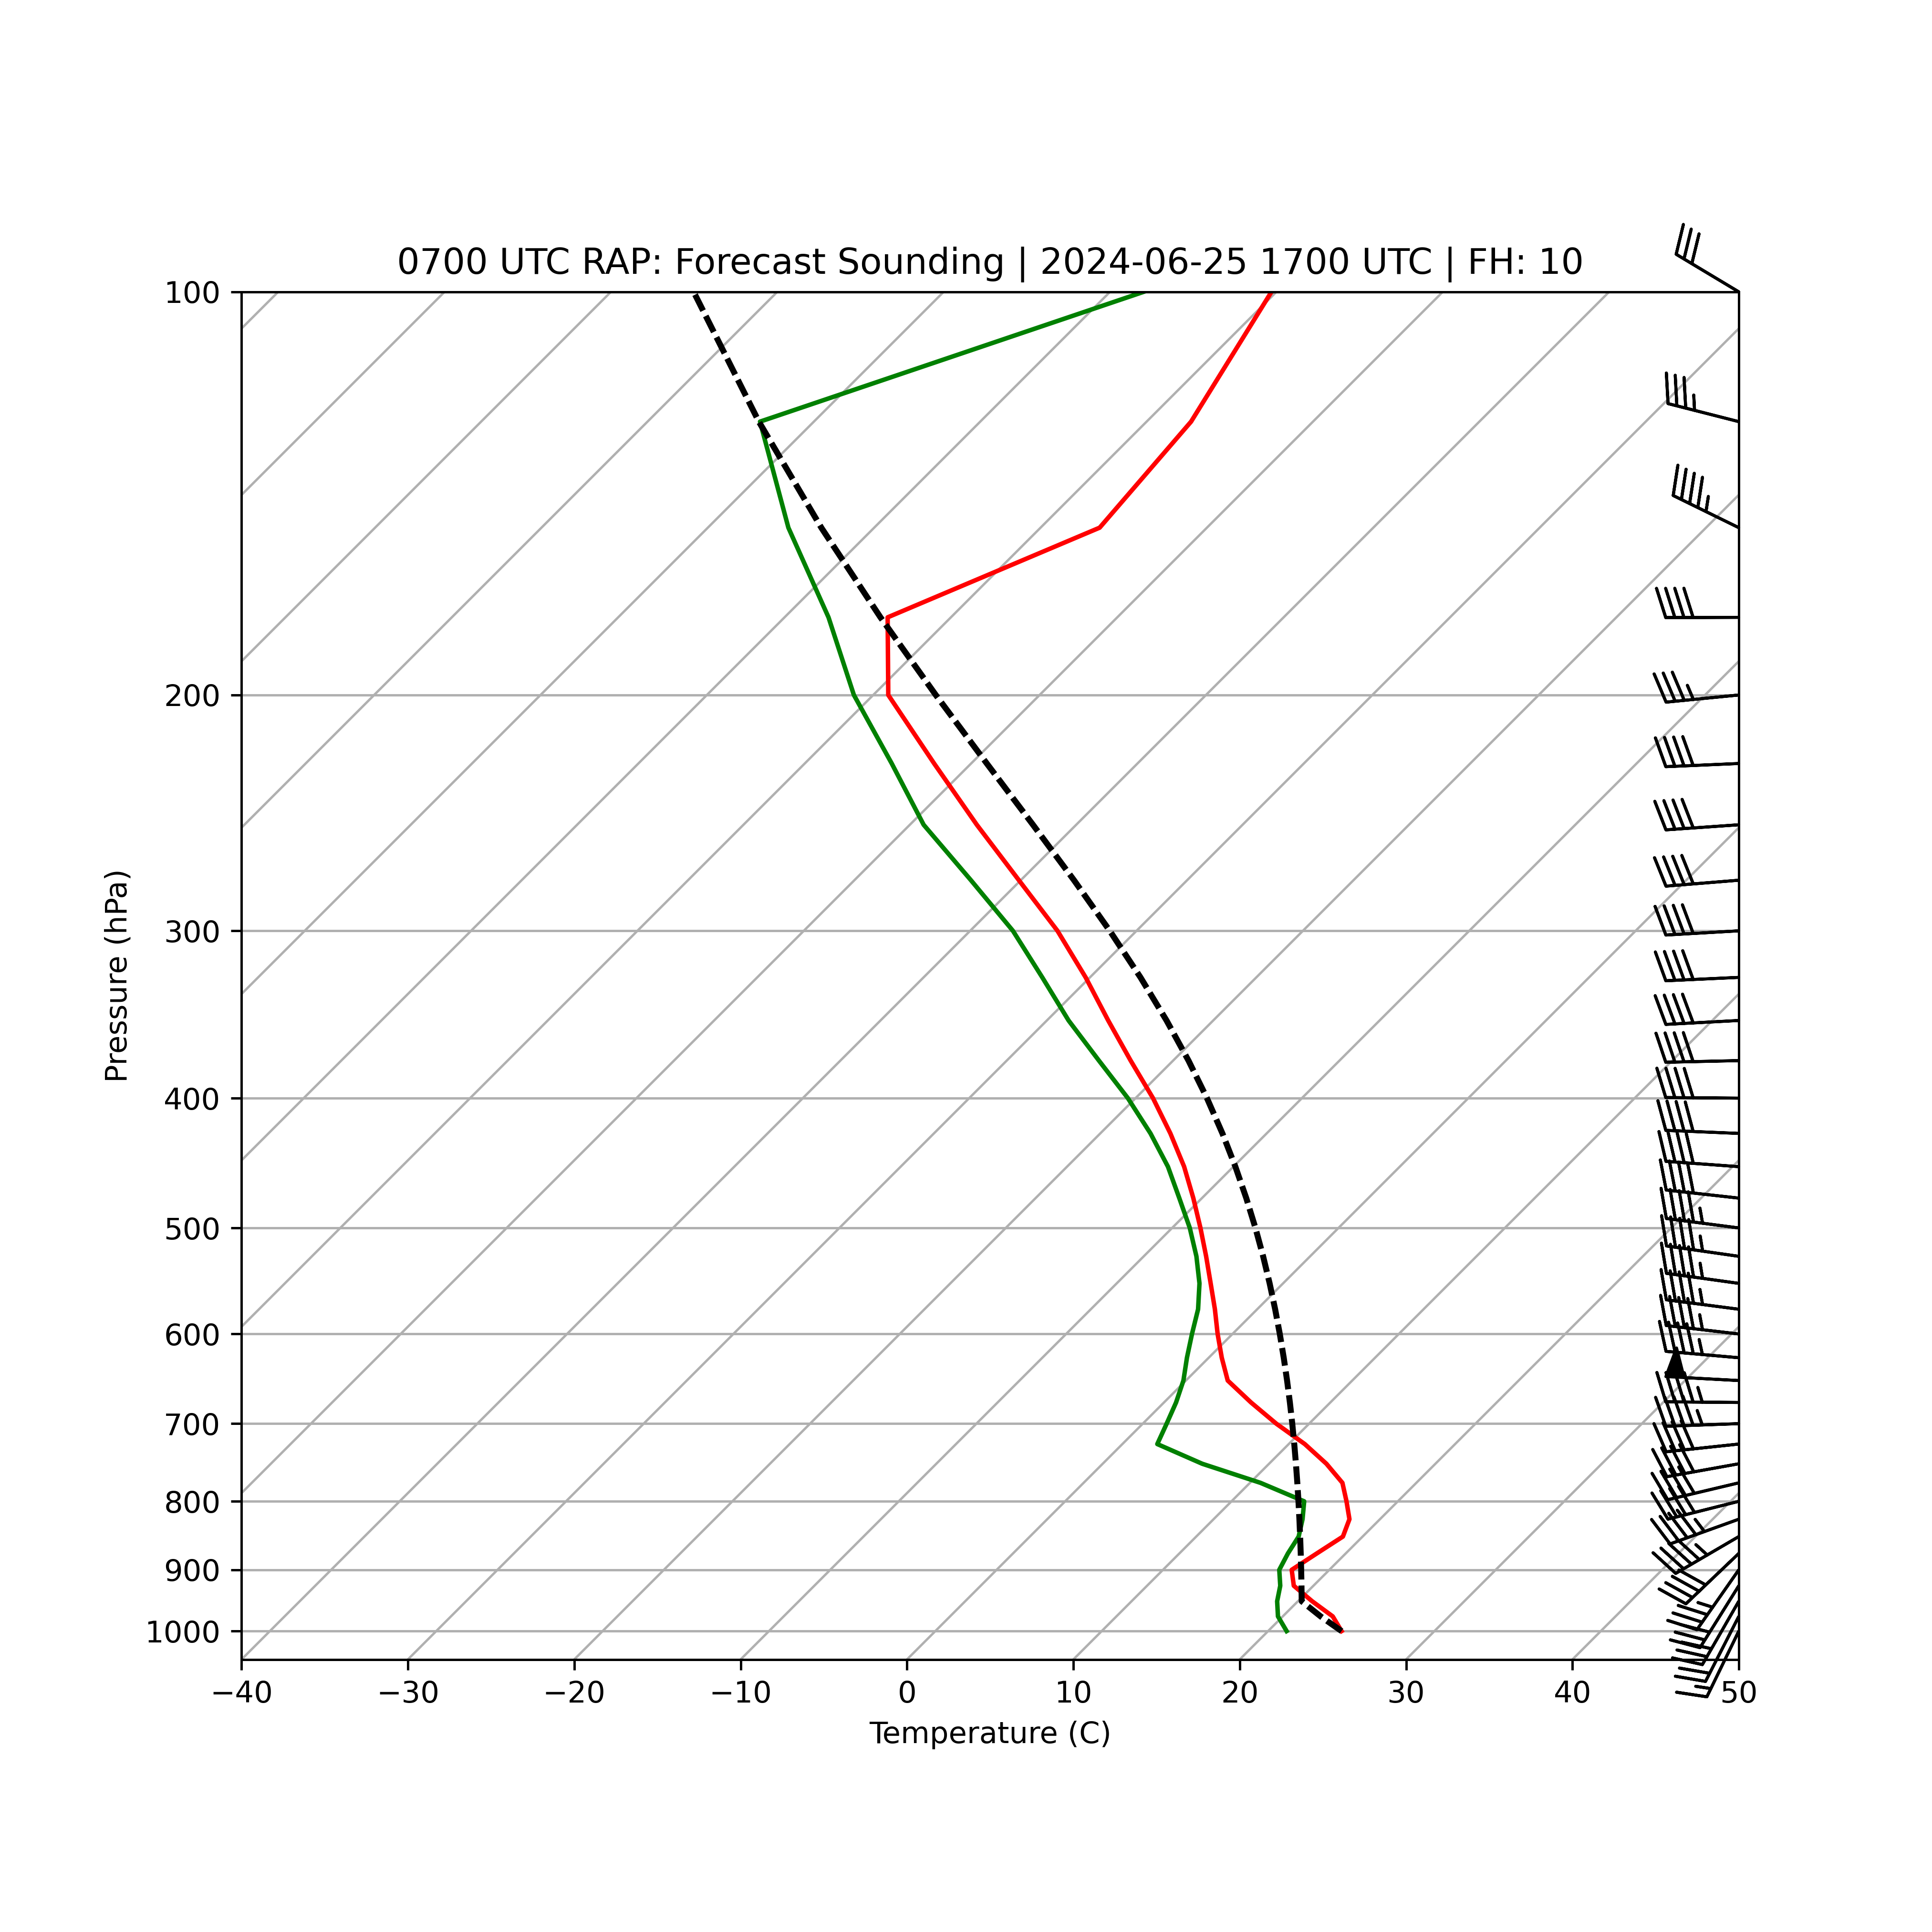 0700 UTC RAP: Forecast Sounding | 2024-06-25 1700 UTC | FH: 10
100
200
300
400
500
600
700
800
900
1000
Pressure (hPa)
−40 −30 −20 −10 0 10 20 30 40 50
Temperature (C)